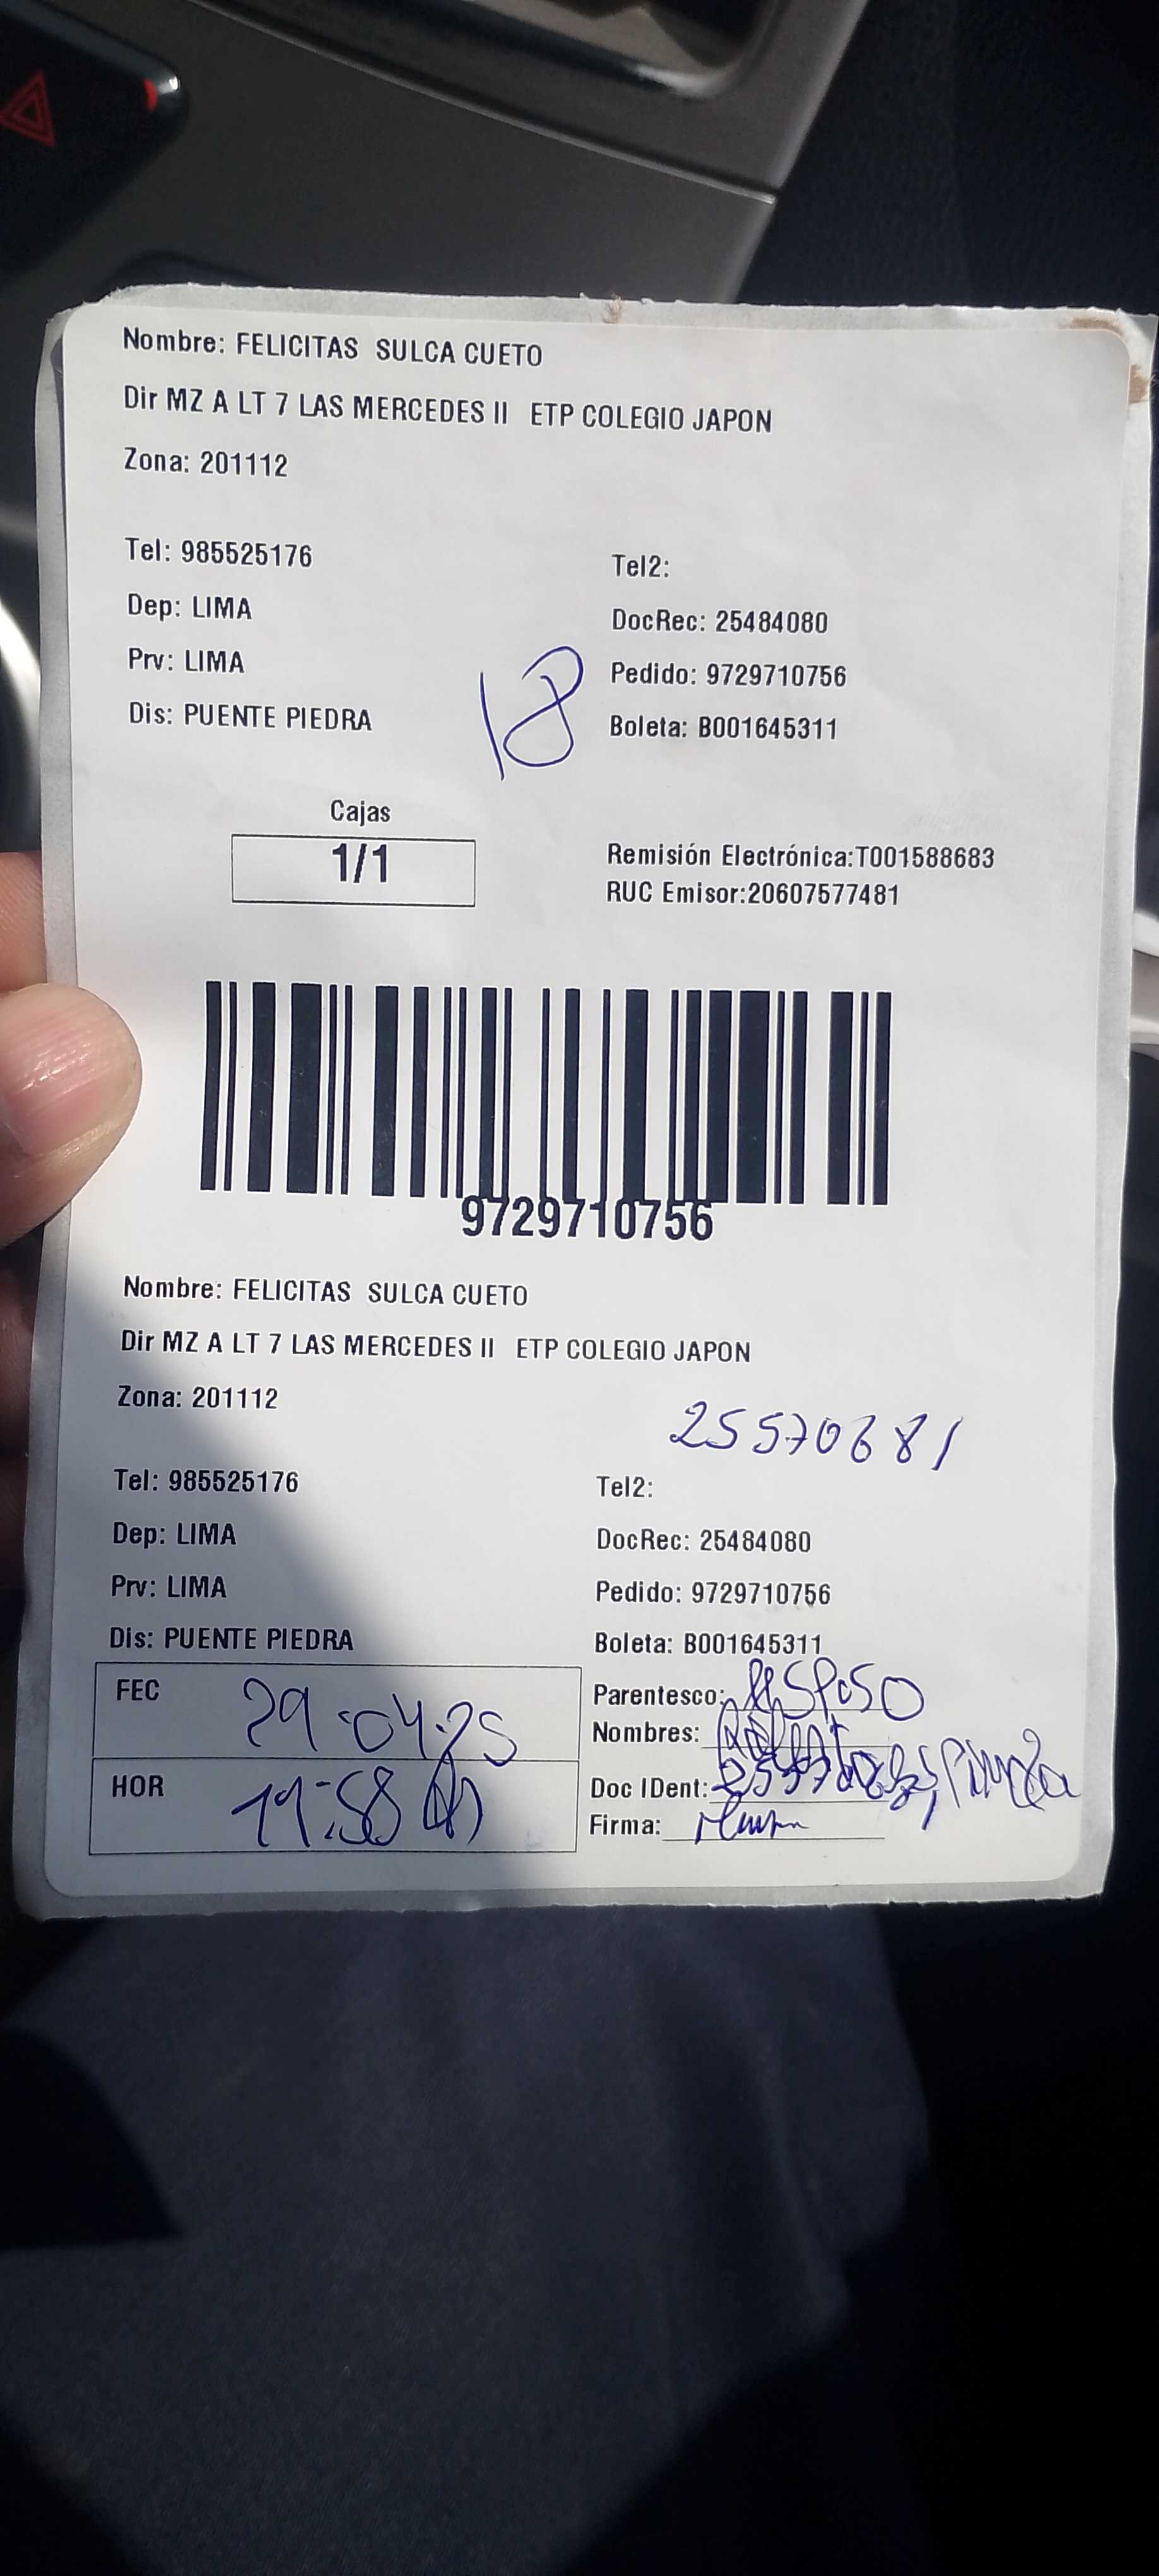 Nombre: FELICITAS SULCA CUETO
Dir MZ A LT 7 LAS MERCEDES II ETP COLEGIO JAPON
Zona: 201112
Tel: 985525176
Tel2:
Dep: LIMA
DocRec: 25484080
Prv: LIMA
Pedido: 9729710756
Dis: PUENTE PIEDRA
Boleta: B001645311
18
Cajas
1/1
Remisión Electrónica:T001588683
RUC Emisor:20607577481
9729710756
Nombre: FELICITAS SULCA CUETO
Dir MZ A LT 7 LAS MERCEDES II ETP COLEGIO JAPON
Zona: 201112
25570681
Tel: 985525176
Tel2:
Dep: LIMA
DocRec: 25484080
Prv: LIMA
Pedido: 9729710756
Dis: PUENTE PIEDRA
Boleta: B001645311
FEC 29-04-25
Parentesco: ESPOSO
Nombres:
HOR 11:58
Doc IDent:
Firma: